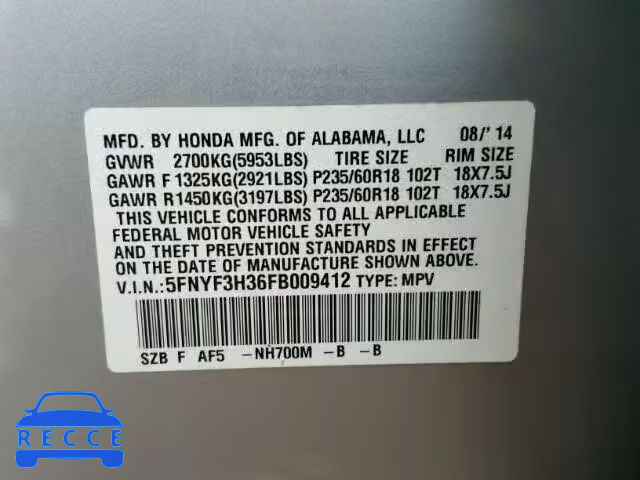 MFD. BY HONDA MFG. OF ALABAMA, LLC 08/' 14
GVWR 2700KG(5953LBS) TIRE SIZE RIM SIZE
GAWR F 1325KG(2921LBS) P235/60R18 102T 18X7.5J
GAWR R1450KG(3197LBS) P235/60R18 102T 18X7.5J
THIS VEHICLE CONFORMS TO ALL APPLICABLE
FEDERAL MOTOR VEHICLE SAFETY
AND THEFT PREVENTION STANDARDS IN EFFECT
ON THE DATE OF MANUFACTURE SHOWN ABOVE.
V.I.N.:5FNYF3H36FB009412 TYPE: MPV
SZB F AF5 -NH700M -B -B
DATE
RECCE